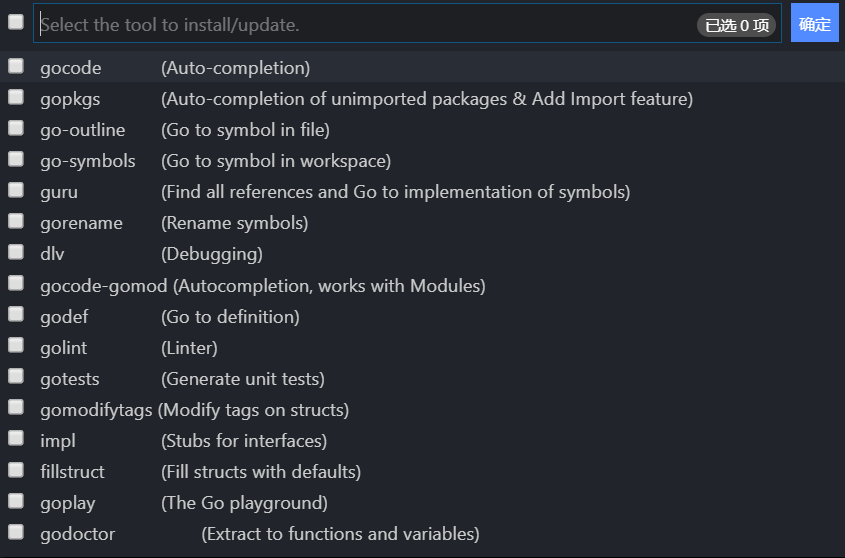 Select the tool to install/update. 已选 0 项 确定
gocode (Auto-completion)
gopkgs (Auto-completion of unimported packages & Add Import feature)
go-outline (Go to symbol in file)
go-symbols (Go to symbol in workspace)
guru (Find all references and Go to implementation of symbols)
gorename (Rename symbols)
dlv (Debugging)
gocode-gomod (Autocompletion, works with Modules)
godef (Go to definition)
golint (Linter)
gotests (Generate unit tests)
gomodifytags (Modify tags on structs)
impl (Stubs for interfaces)
fillstruct (Fill structs with defaults)
goplay (The Go playground)
godoctor (Extract to functions and variables)